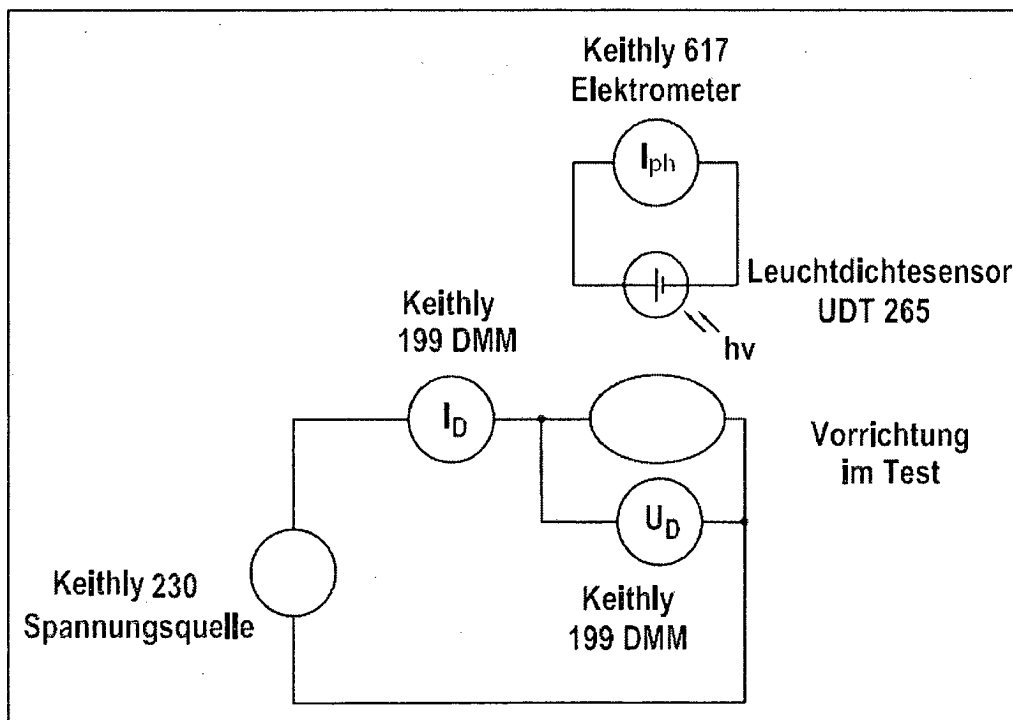 Keithly 617
Elektrometer
Iph
Leuchtdichtesensor
UDT 265
hv
Keithly
199 DMM
ID
Vorrichtung
im Test
UD
Keithly 230
Spannungsquelle
Keithly
199 DMM